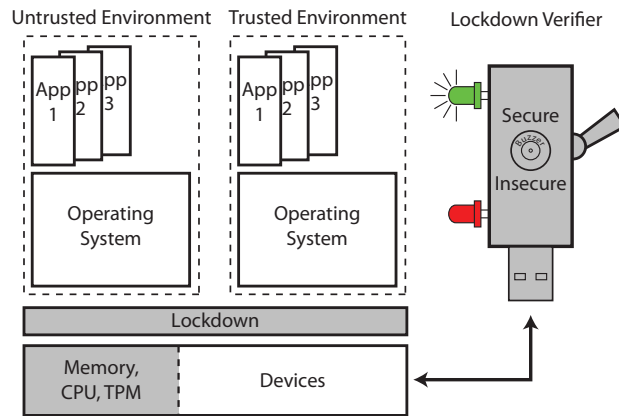 Untrusted Environment
Trusted Environment
Lockdown Verifier
App
1
pp
2
pp
3
App
1
pp
2
pp
3
Operating
System
Operating
System
Secure
Buzzer
Insecure
Lockdown
Memory,
CPU, TPM
Devices